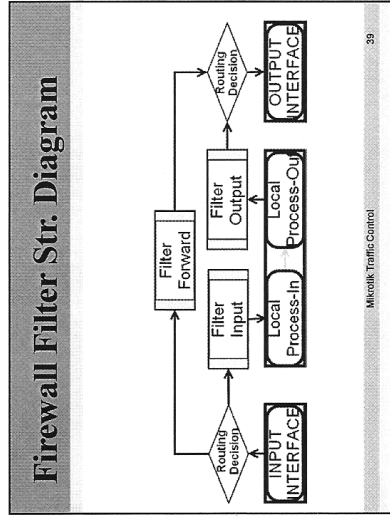 Firewall Filter Str. Diagram
Filter
Forward
Routing
Decision
Filter
Input
Filter
Output
Routing
Decision
INPUT
INTERFACE
Local
Process-In
Local
Process-Out
OUTPUT
INTERFACE
Mikrotik Traffic Control
39